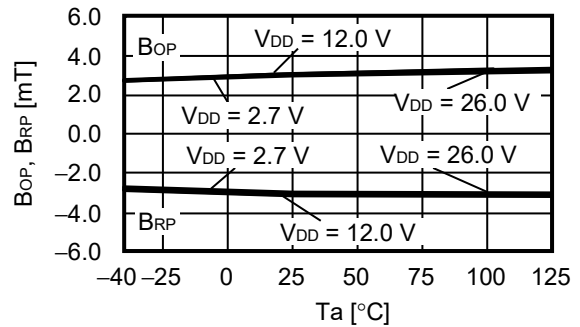 6.0
4.0
2.0
0.0
–2.0
–4.0
–6.0
BOP, BRP [mT]
BOP
VDD = 12.0 V
VDD = 2.7 V
VDD = 26.0 V
VDD = 2.7 V
VDD = 26.0 V
BRP
VDD = 12.0 V
–40 –25 0 25 50 75 100 125
Ta [°C]